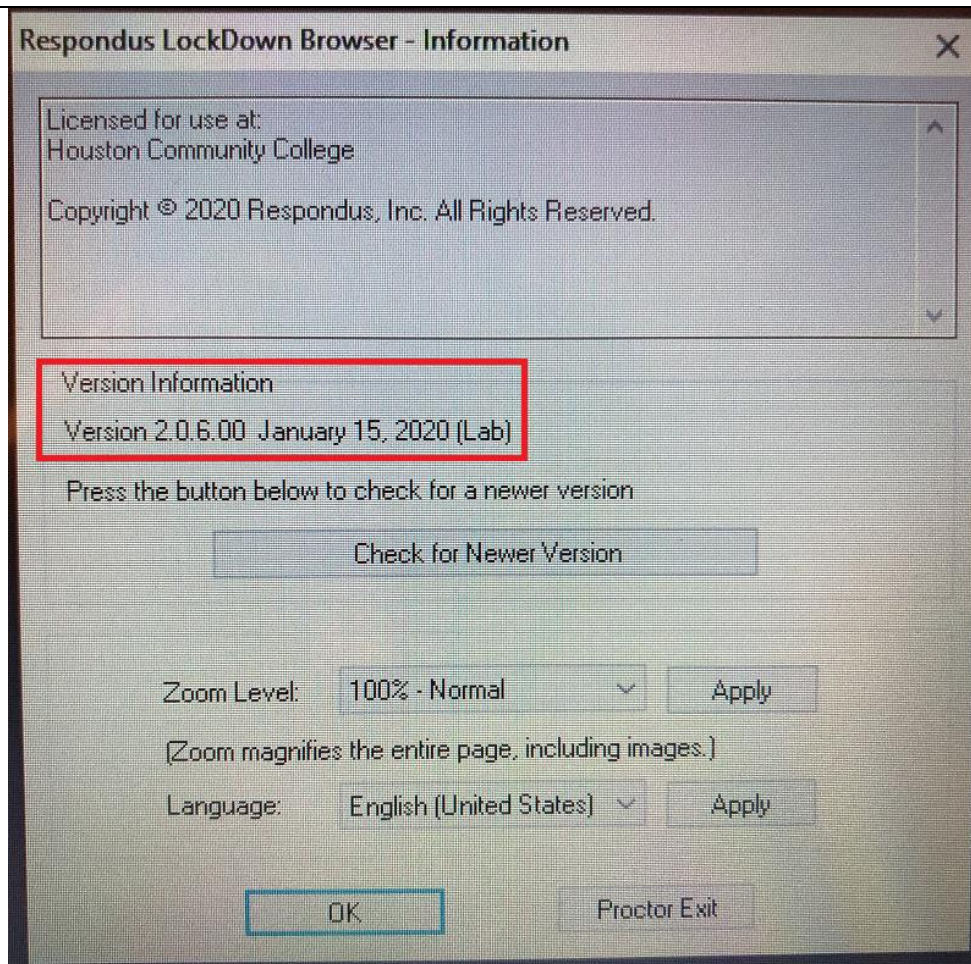 Respondus LockDown Browser - Information
Licensed for use at:
Houston Community College
Copyright © 2020 Respondus, Inc. All Rights Reserved.
Version Information
Version 2.0.6.00 January 15, 2020 (Lab)
Press the button below to check for a newer version
Check for Newer Version
Zoom Level: 100% - Normal Apply
(Zoom magnifies the entire page, including images.)
Language: English (United States) Apply
OK Proctor Exit